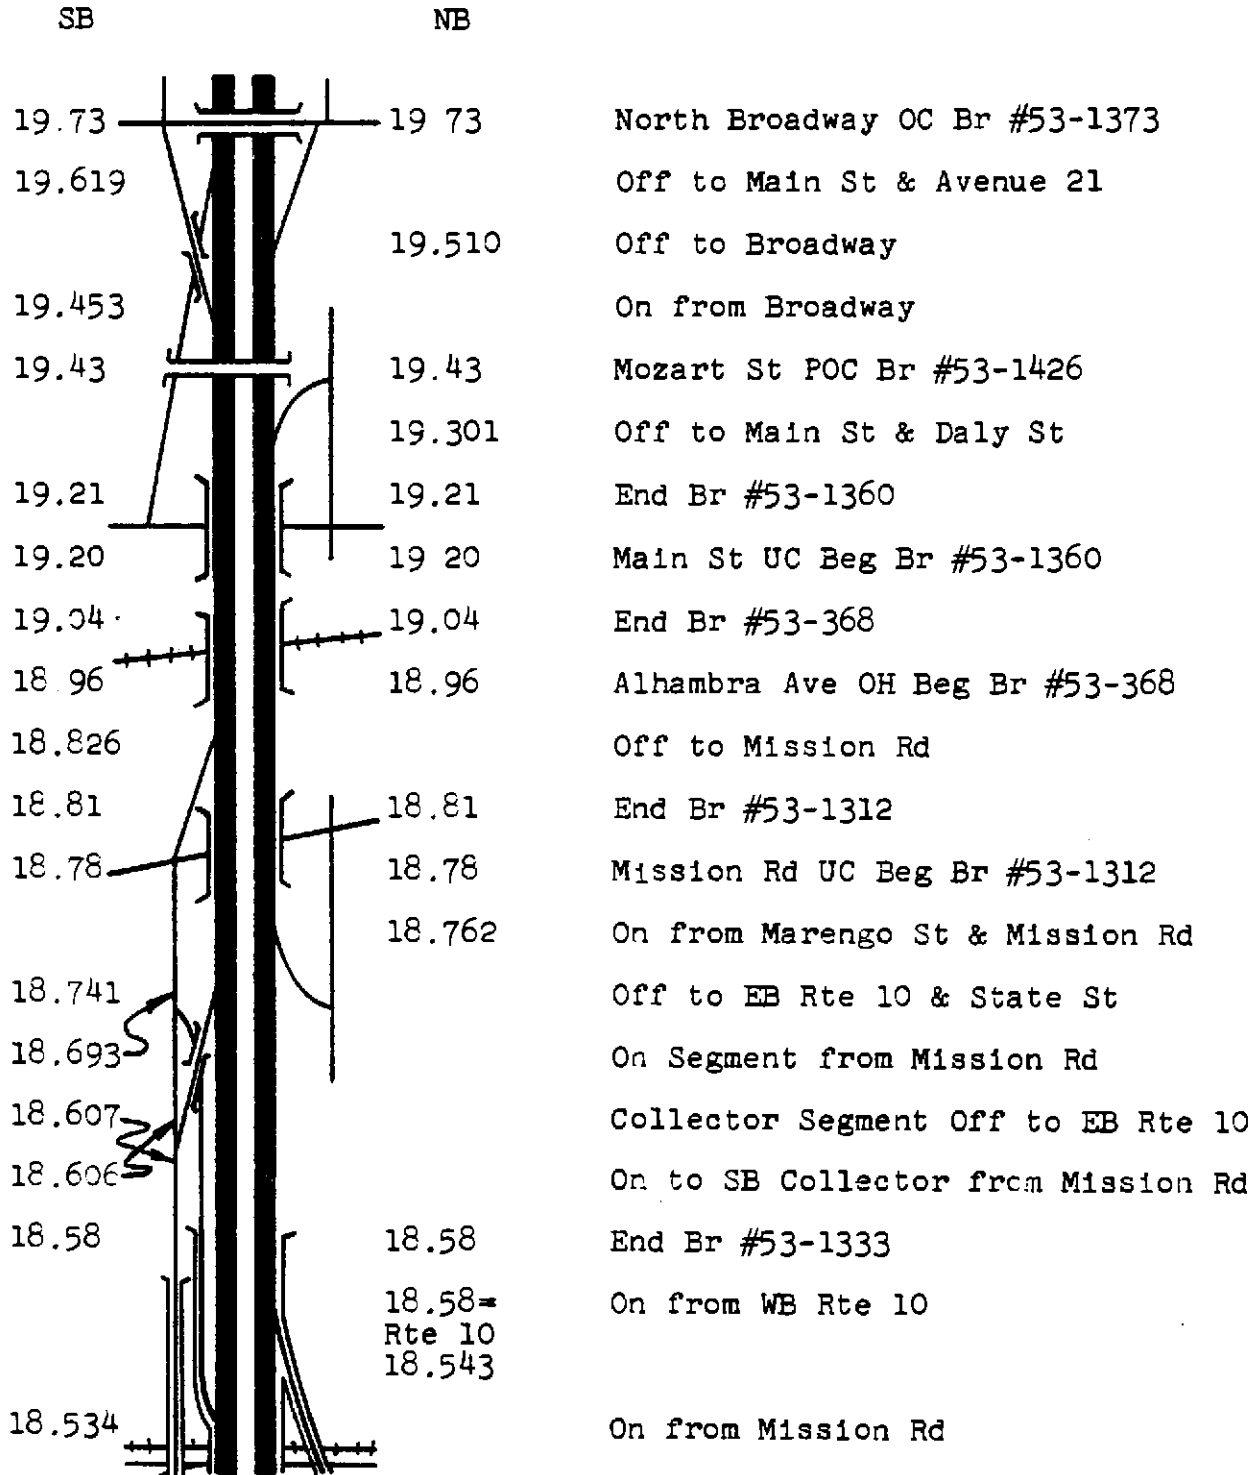 SB NB
19.73 19 73 North Broadway OC Br #53-1373
19.619 Off to Main St & Avenue 21
19.510 Off to Broadway
19.453 On from Broadway
19.43 19.43 Mozart St POC Br #53-1426
19.301 Off to Main St & Daly St
19.21 19.21 End Br #53-1360
19.20 19 20 Main St UC Beg Br #53-1360
19.04 19.04 End Br #53-368
18 96 18.96 Alhambra Ave OH Beg Br #53-368
18.826 Off to Mission Rd
18.81 18.81 End Br #53-1312
18.78 18.78 Mission Rd UC Beg Br #53-1312
18.762 On from Marengo St & Mission Rd
18.741 Off to EB Rte 10 & State St
18.693 On Segment from Mission Rd
18.607 Collector Segment Off to EB Rte 10
18.606 On to SB Collector from Mission Rd
18.58 18.58 End Br #53-1333
18.58= On from WB Rte 10
Rte 10
18.543
18.534 On from Mission Rd